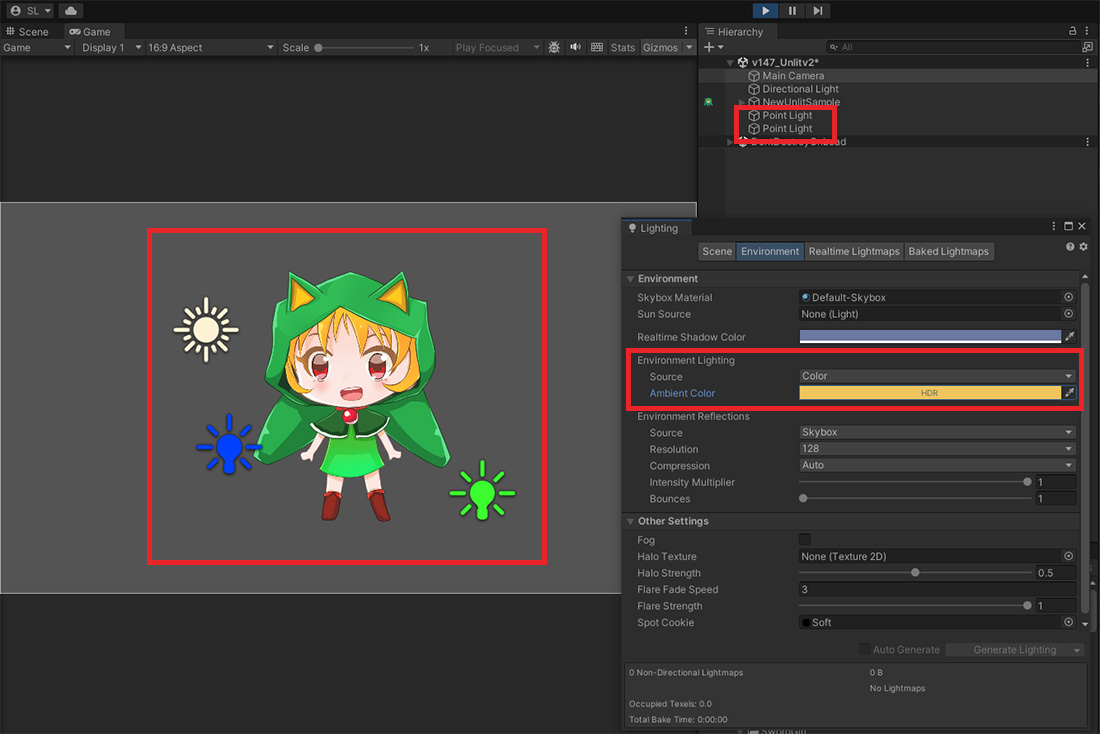 SL
Scene
Game
Game
Display 1
16:9 Aspect
Scale
1x
Play Focused
Stats
Gizmos
Hierarchy
All
v147_Unlitv2*
Main Camera
Directional Light
NewUnlitSample
Point Light
Point Light
DontDestroyOnLoad
Lighting
Scene
Environment
Realtime Lightmaps
Baked Lightmaps
Environment
Skybox Material
Default-Skybox
Sun Source
None (Light)
Realtime Shadow Color
Environment Lighting
Source
Color
Ambient Color
HDR
Environment Reflections
Source
Skybox
Resolution
128
Compression
Auto
Intensity Multiplier
1
Bounces
1
Other Settings
Fog
Halo Texture
None (Texture 2D)
Halo Strength
0.5
Flare Fade Speed
3
Flare Strength
1
Spot Cookie
Soft
Auto Generate
Generate Lighting
0 Non-Directional Lightmaps
0 B
No Lightmaps
Occupied Texels: 0.0
Total Bake Time: 0:00:00